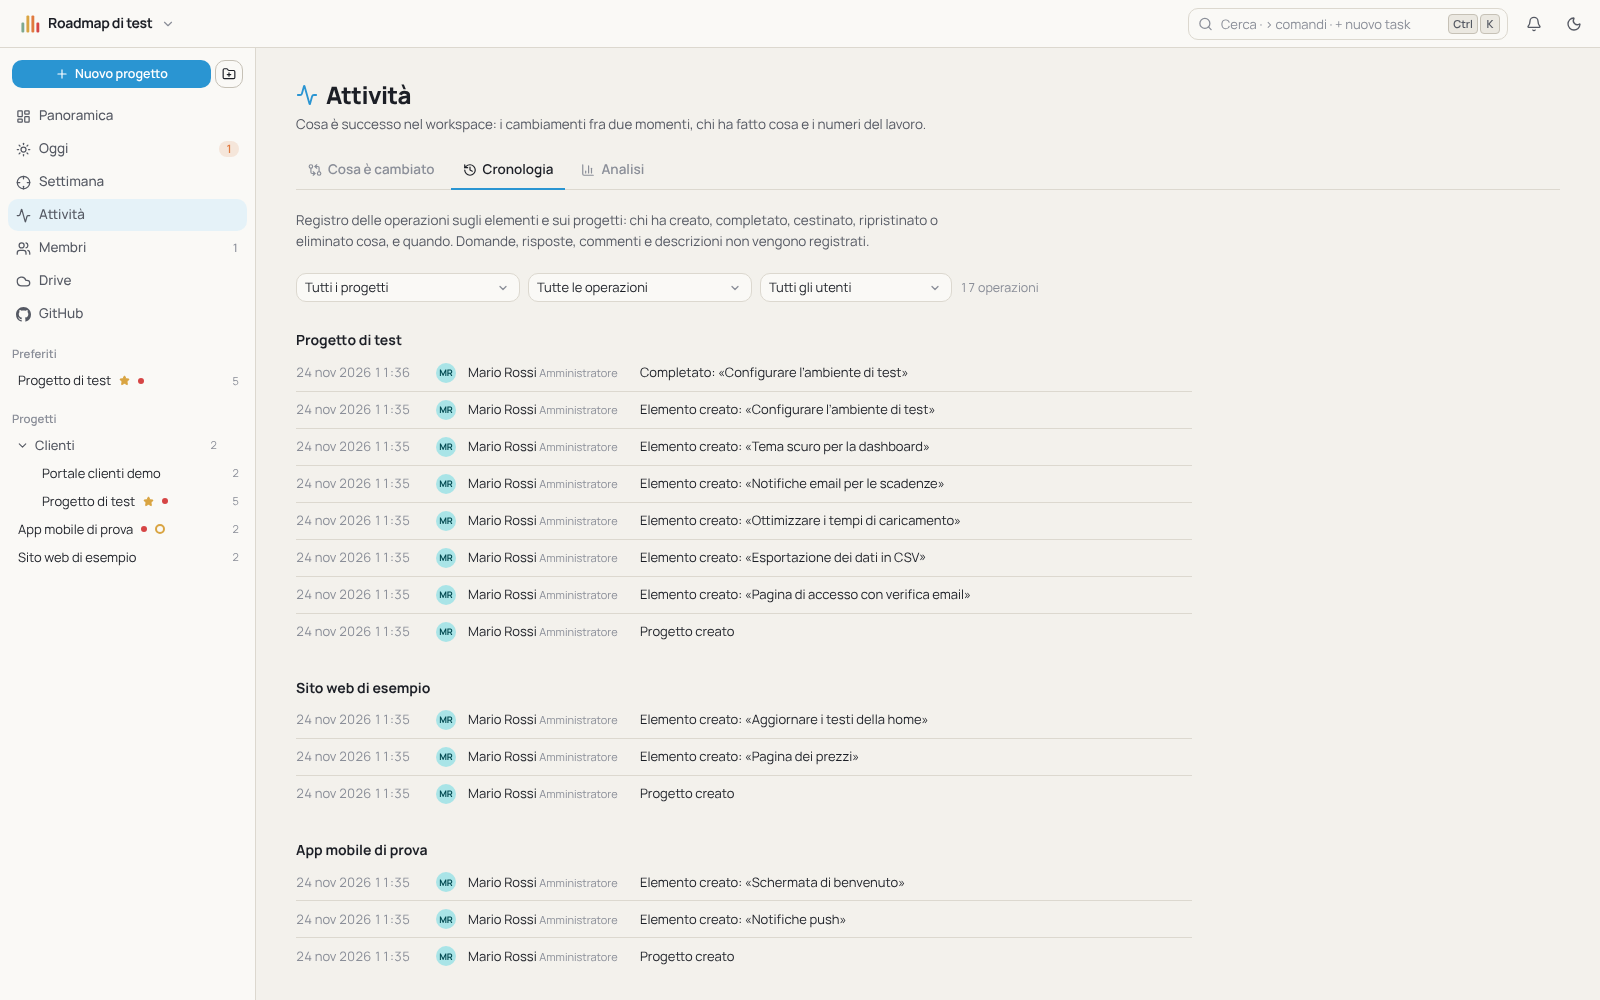 Roadmap di test
Cerca · > comandi · + nuovo task
Ctrl K
Nuovo progetto
Panoramica
Oggi 1
Settimana
Attività
Membri 1
Drive
GitHub
Preferiti
Progetto di test 5
Progetti
Clienti 2
Portale clienti demo 2
Progetto di test 5
App mobile di prova 2
Sito web di esempio 2
Attività
Cosa è successo nel workspace: i cambiamenti fra due momenti, chi ha fatto cosa e i numeri del lavoro.
Cosa è cambiato Cronologia Analisi
Registro delle operazioni sugli elementi e sui progetti: chi ha creato, completato, cestinato, ripristinato o
eliminato cosa, e quando. Domande, risposte, commenti e descrizioni non vengono registrati.
Tutti i progetti Tutte le operazioni Tutti gli utenti 17 operazioni
Progetto di test
24 nov 2026 11:36 MR Mario Rossi Amministratore Completato: «Configurare l'ambiente di test»
24 nov 2026 11:35 MR Mario Rossi Amministratore Elemento creato: «Configurare l'ambiente di test»
24 nov 2026 11:35 MR Mario Rossi Amministratore Elemento creato: «Tema scuro per la dashboard»
24 nov 2026 11:35 MR Mario Rossi Amministratore Elemento creato: «Notifiche email per le scadenze»
24 nov 2026 11:35 MR Mario Rossi Amministratore Elemento creato: «Ottimizzare i tempi di caricamento»
24 nov 2026 11:35 MR Mario Rossi Amministratore Elemento creato: «Esportazione dei dati in CSV»
24 nov 2026 11:35 MR Mario Rossi Amministratore Elemento creato: «Pagina di accesso con verifica email»
24 nov 2026 11:35 MR Mario Rossi Amministratore Progetto creato
Sito web di esempio
24 nov 2026 11:35 MR Mario Rossi Amministratore Elemento creato: «Aggiornare i testi della home»
24 nov 2026 11:35 MR Mario Rossi Amministratore Elemento creato: «Pagina dei prezzi»
24 nov 2026 11:35 MR Mario Rossi Amministratore Progetto creato
App mobile di prova
24 nov 2026 11:35 MR Mario Rossi Amministratore Elemento creato: «Schermata di benvenuto»
24 nov 2026 11:35 MR Mario Rossi Amministratore Elemento creato: «Notifiche push»
24 nov 2026 11:35 MR Mario Rossi Amministratore Progetto creato